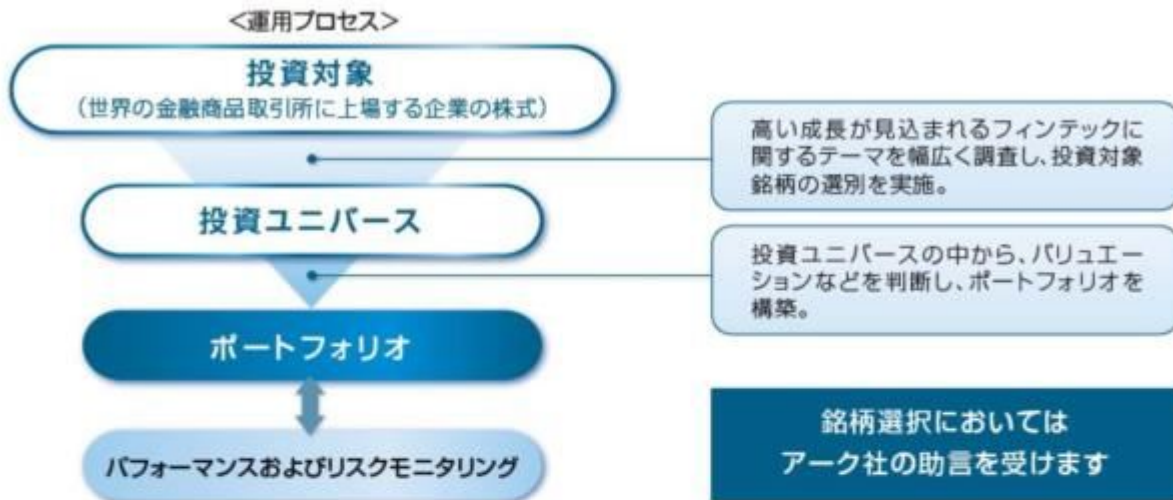 <運用プロセス>
投資対象
(世界の金融商品取引所に上場する企業の株式)
高い成長が見込まれるフィンテックに
関するテーマを幅広く調査し、投資対象
銘柄の選別を実施。
投資ユニバース
投資ユニバースの中から、バリュエー
ションなどを判断し、ポートフォリオを
構築。
ポートフォリオ
パフォーマンスおよびリスクモニタリング
銘柄選択においては
アーク社の助言を受けます